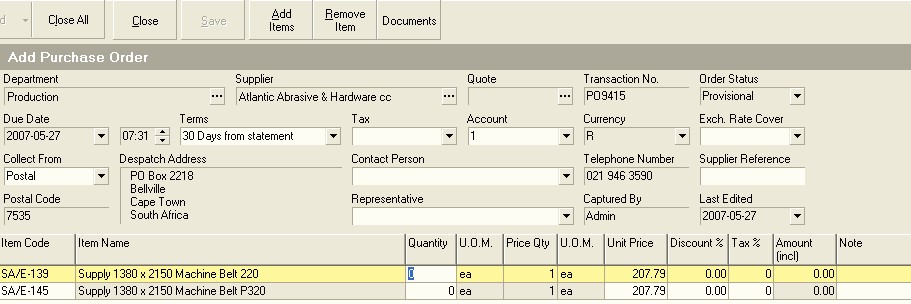 d Close All Close Save Add Items Remove Item Documents
Add Purchase Order
Department Supplier Quote Transaction No. Order Status
Production ... Atlantic Abrasive & Hardware cc ... ... PO9415 Provisional
Due Date Terms Tax Account Currency Exch. Rate Cover
2007-05-27 07:31 30 Days from statement 1 R
Collect From Despatch Address Contact Person Telephone Number Supplier Reference
Postal PO Box 2218 021 946 3590
Bellville
Postal Code Cape Town Representative Captured By Last Edited
7535 South Africa Admin 2007-05-27
Item Code Item Name Quantity U.O.M. Price Qty U.O.M. Unit Price Discount % Tax % Amount (incl) Note
SA/E-139 Supply 1380 x 2150 Machine Belt 220 0 ea 1 ea 207.79 0.00 0 0.00
SA/E-145 Supply 1380 x 2150 Machine Belt P320 0 ea 1 ea 207.79 0.00 0 0.00